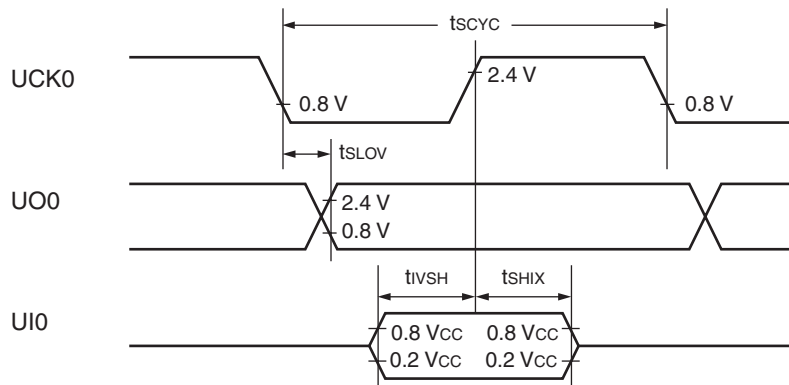 tSCYC
UCK0
2.4 V
0.8 V
0.8 V
tSLOV
UO0
2.4 V
0.8 V
tIVSH
tSHIX
UI0
0.8 VCC
0.8 VCC
0.2 VCC
0.2 VCC